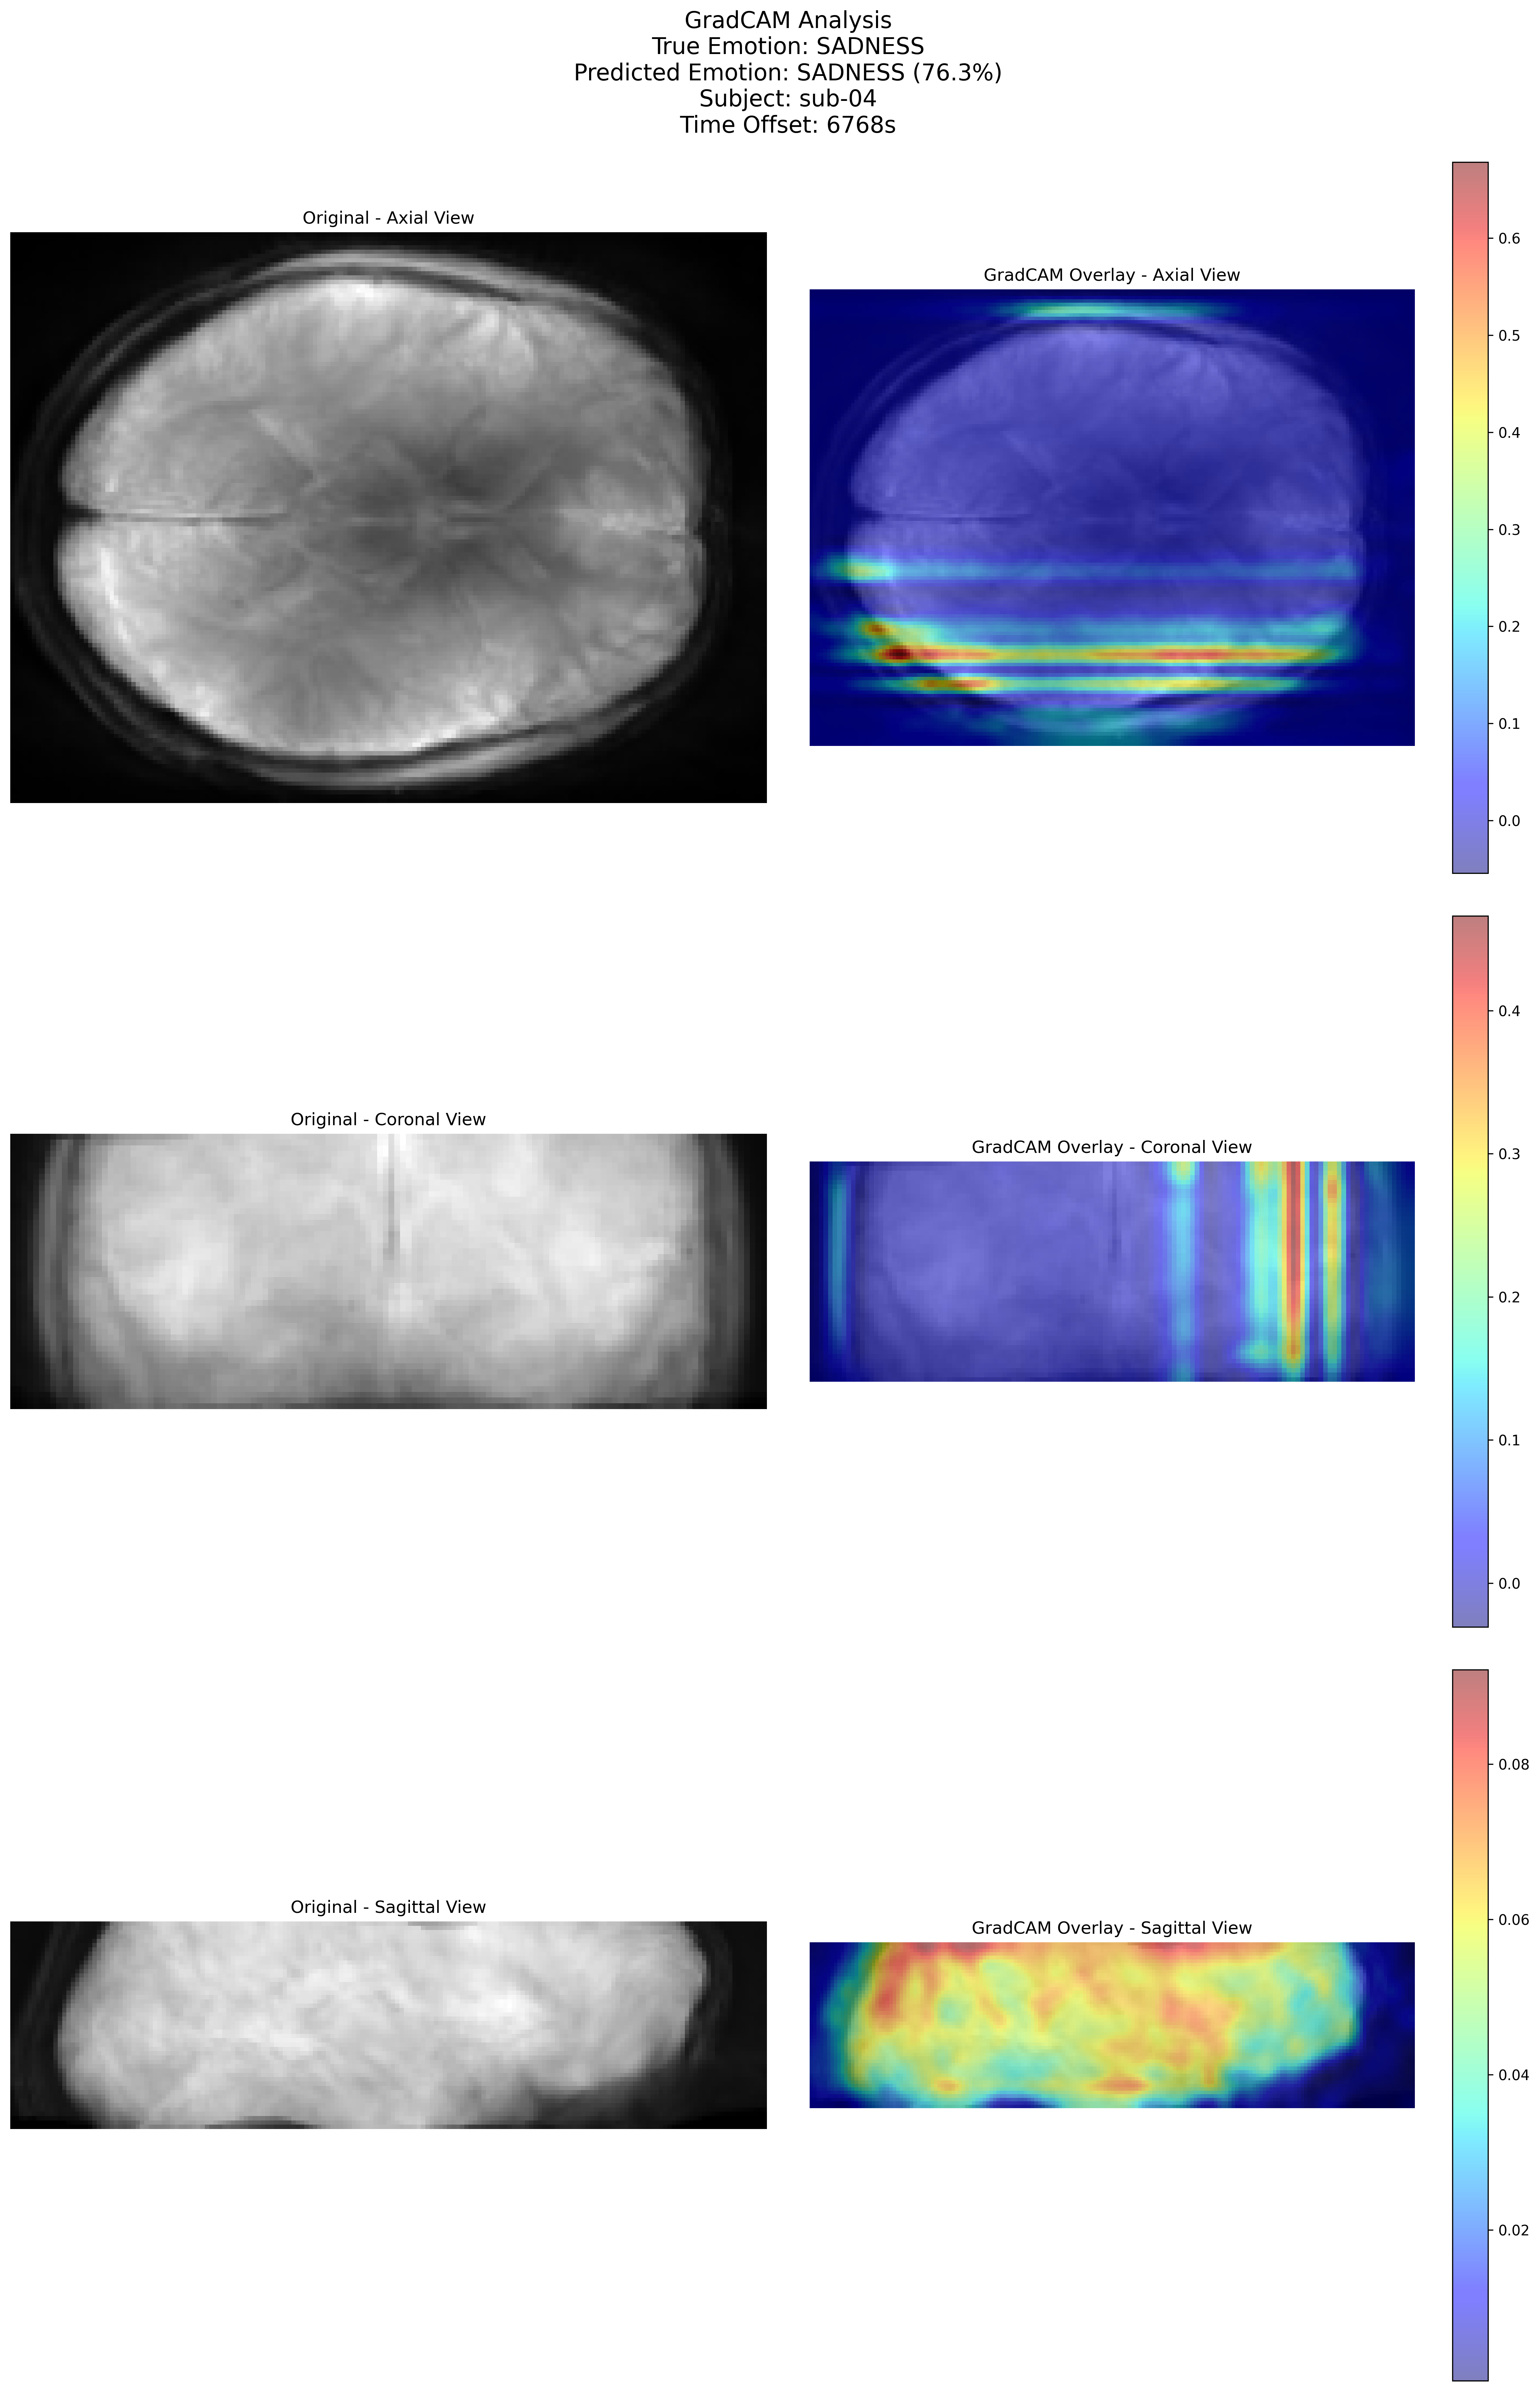 GradCAM Analysis
True Emotion: SADNESS
Predicted Emotion: SADNESS (76.3%)
Subject: sub-04
Time Offset: 6768s
Original - Axial View
GradCAM Overlay - Axial View
0.6
0.5
0.4
0.3
0.2
0.1
0.0
Original - Coronal View
GradCAM Overlay - Coronal View
0.4
0.3
0.2
0.1
0.0
Original - Sagittal View
GradCAM Overlay - Sagittal View
0.08
0.06
0.04
0.02